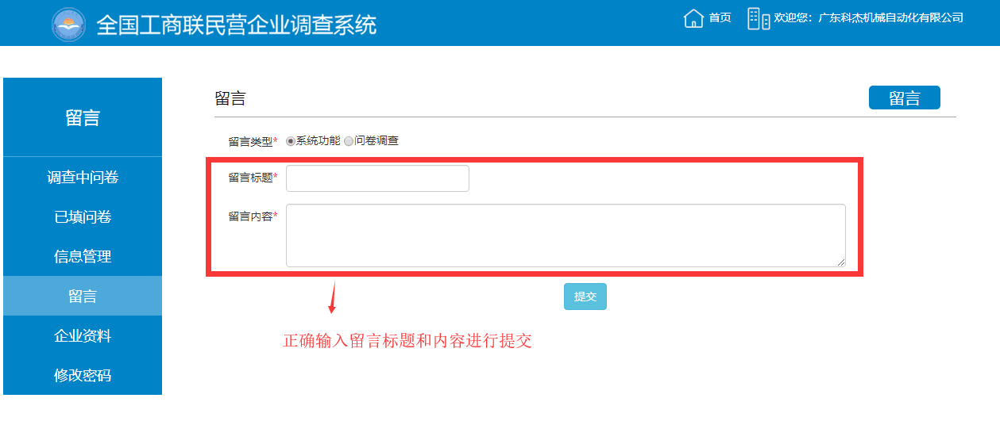 全国工商联民营企业调查系统
首页
欢迎您：广东科杰机械自动化有限公司
留言
调查中问卷
已填问卷
信息管理
留言
企业资料
修改密码
留言
留言
留言类型* 系统功能 问卷调查
留言标题*
留言内容*
提交
正确输入留言标题和内容进行提交